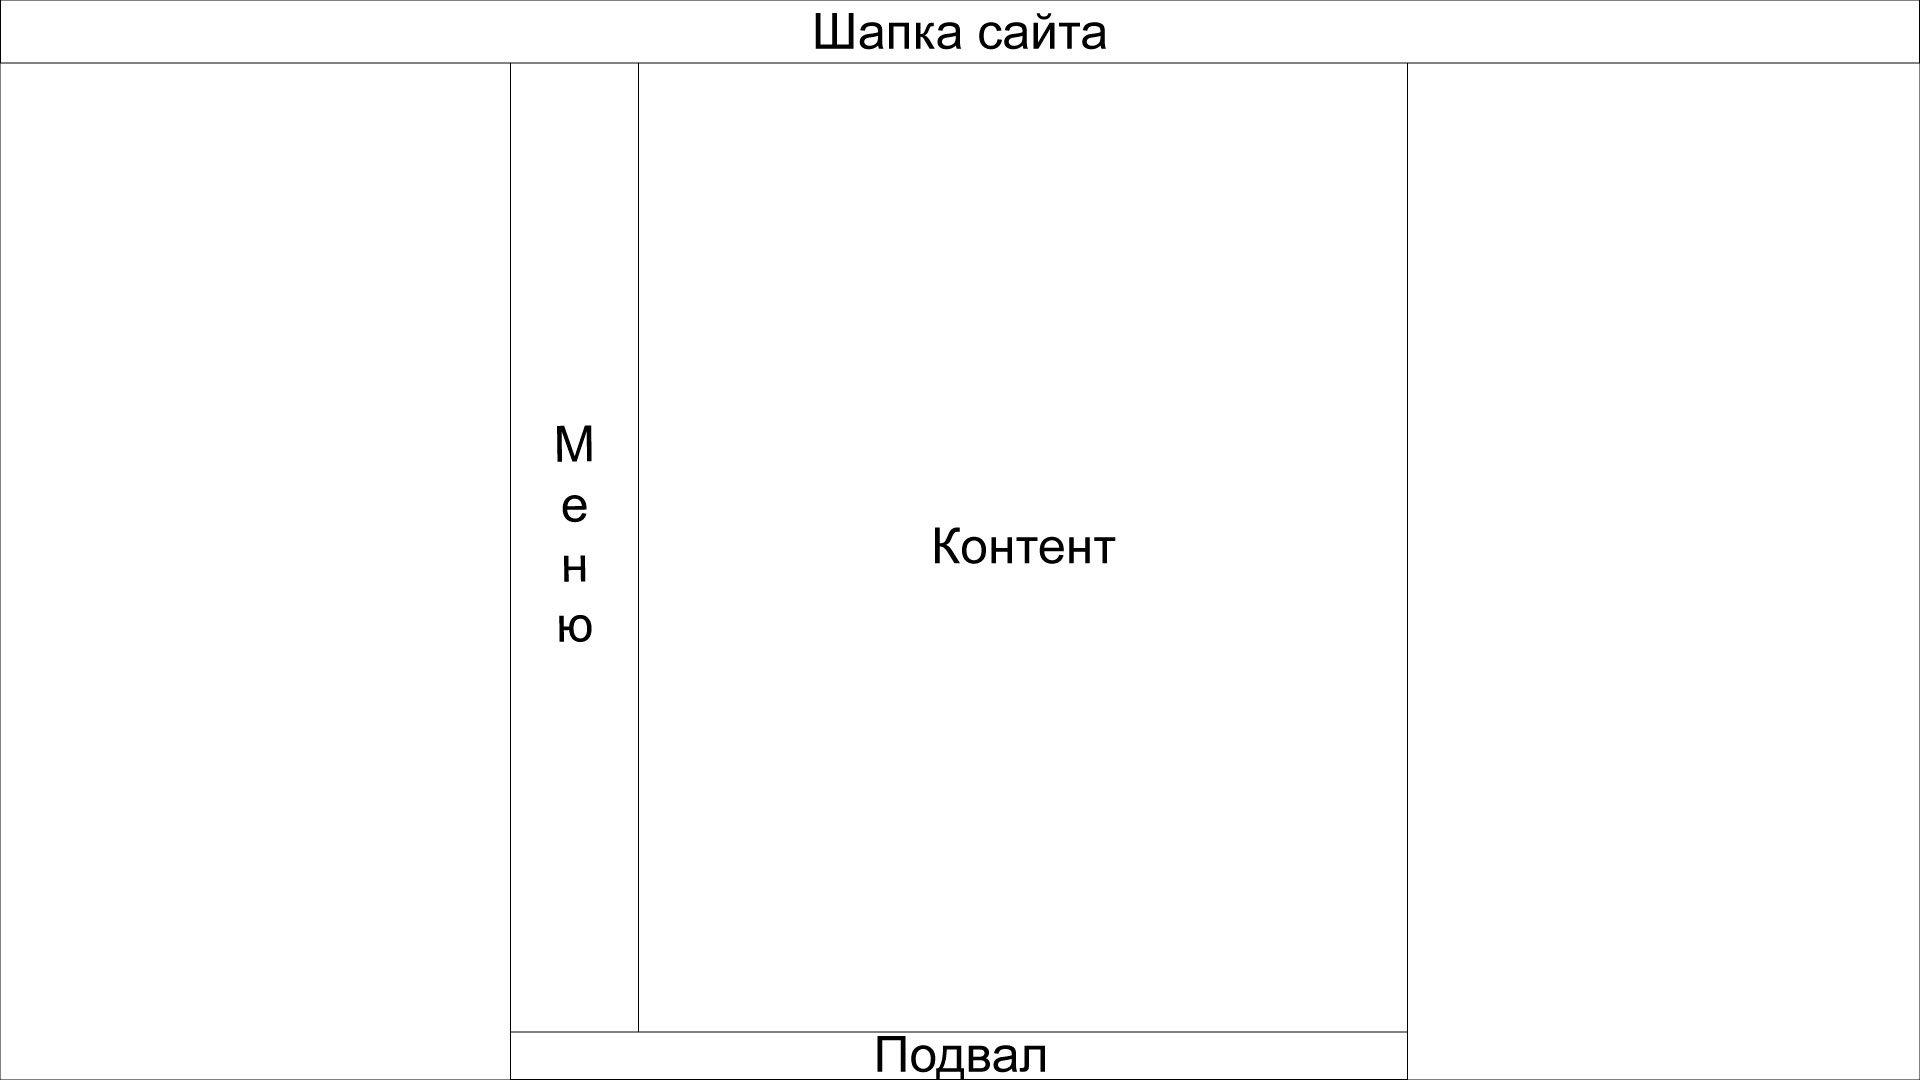 Шапка сайта
М
е
н
ю
Контент
Подвал